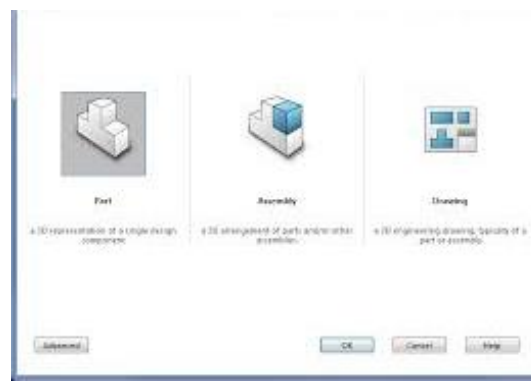 Part
a 3D representation of a single design
component
Assembly
a 3D arrangement of parts and/or other
assemblies
Drawing
a 2D engineering drawing, typically of a
part or assembly
Advanced
OK
Cancel
Help